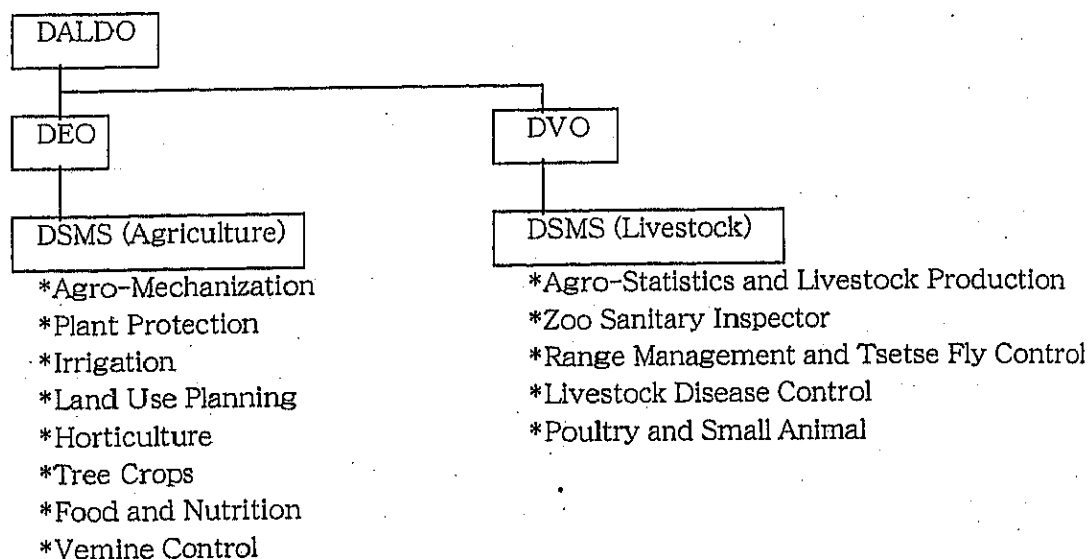 DALDO
DEO
DSMS (Agriculture)
*Agro-Mechanization
*Plant Protection
*Irrigation
*Land Use Planning
*Horticulture
*Tree Crops
*Food and Nutrition
*Vemine Control
DVO
DSMS (Livestock)
*Agro-Statistics and Livestock Production
*Zoo Sanitary Inspector
*Range Management and Tsetse Fly Control
*Livestock Disease Control
*Poultry and Small Animal